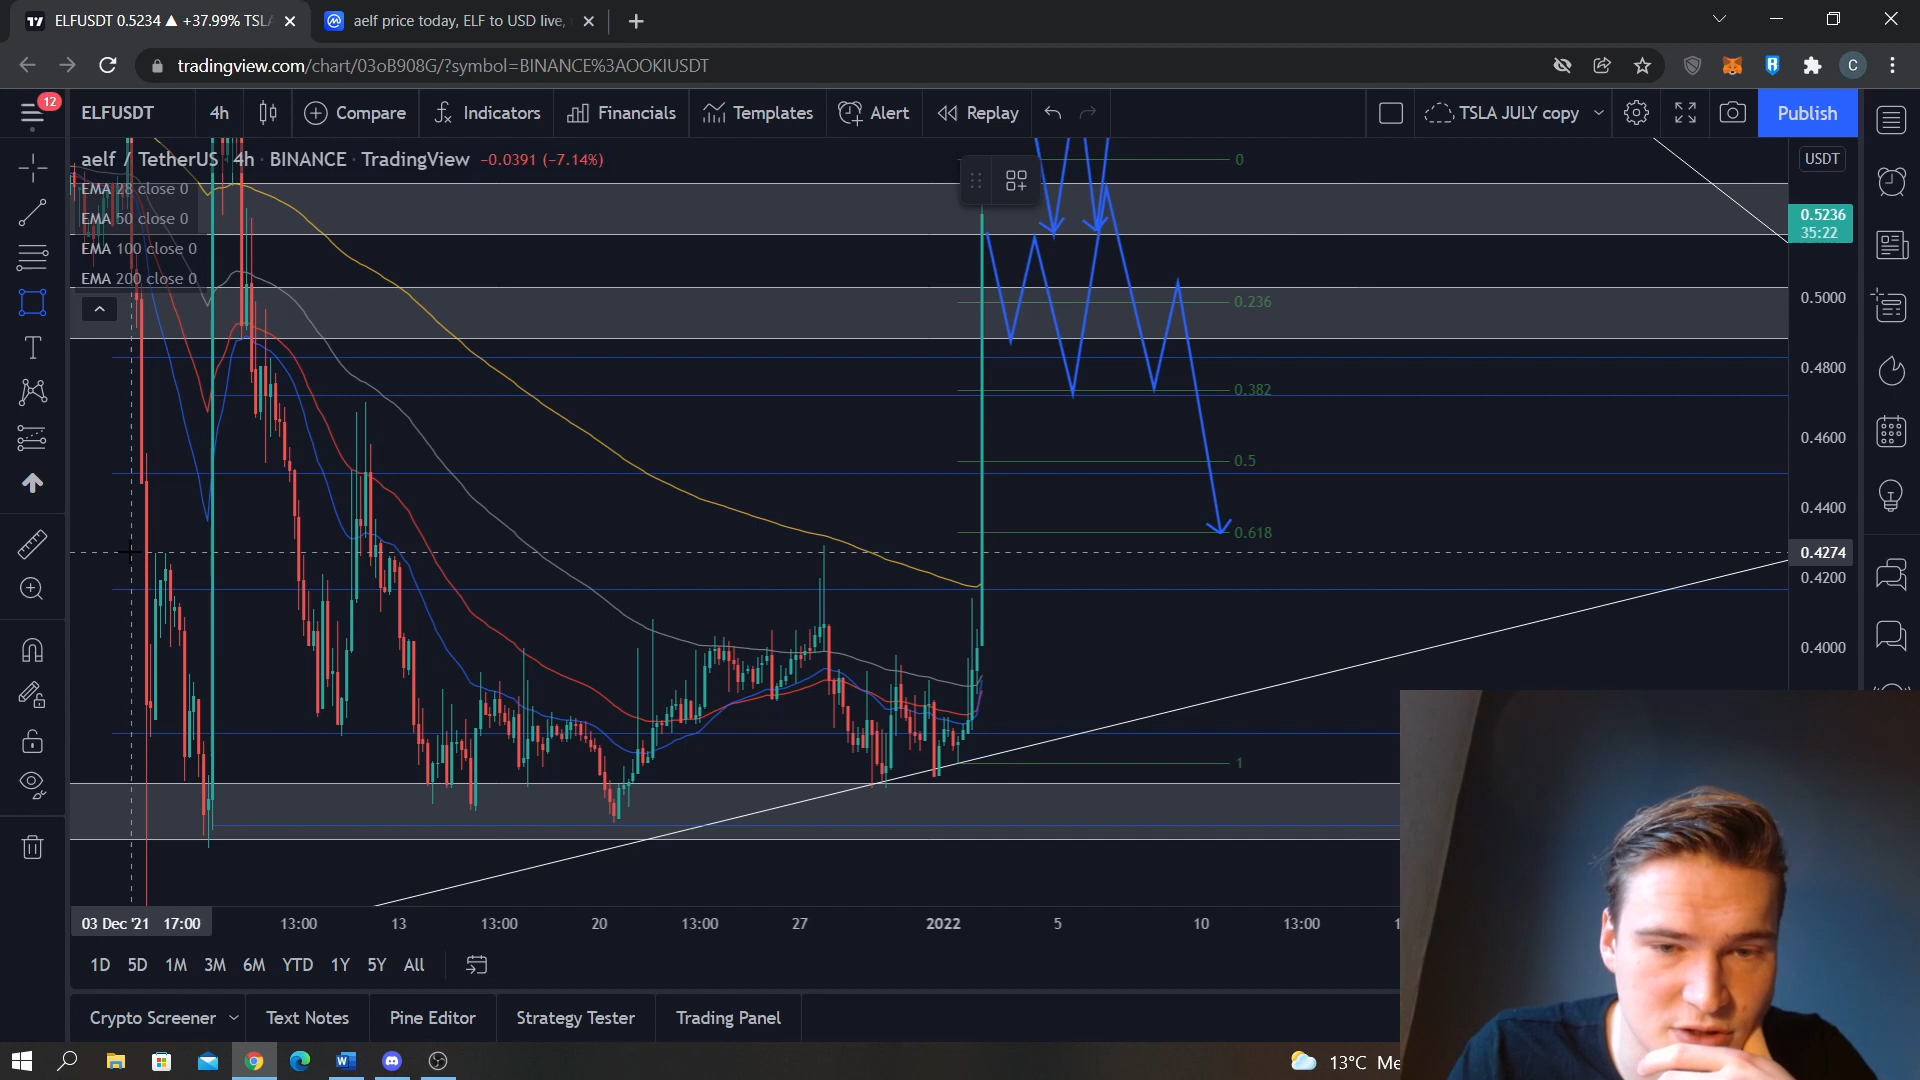 ELFUSDT 0.5234 ▲ +37.99% TSLA
aelf price today, ELF to USD live,
tradingview.com/chart/03oB908G/?symbol=BINANCE%3AOOKIUSDT
C
12
ELFUSDT
4h
Compare
Indicators
Financials
Templates
Alert
Replay
TSLA JULY copy
Publish
aelf / TetherUS · 4h · BINANCE · TradingView −0.0391 (−7.14%)
USDT
EMA 28 close 0
EMA 50 close 0
EMA 100 close 0
EMA 200 close 0
0
0.236
0.382
0.5
0.618
1
0.5236
35:22
0.5000
0.4800
0.4600
0.4400
0.4274
0.4200
0.4000
03 Dec '21 17:00
13:00
13
13:00
20
13:00
27
2022
5
10
13:00
1D 5D 1M 3M 6M YTD 1Y 5Y All
Crypto Screener
Text Notes
Pine Editor
Strategy Tester
Trading Panel
13°C